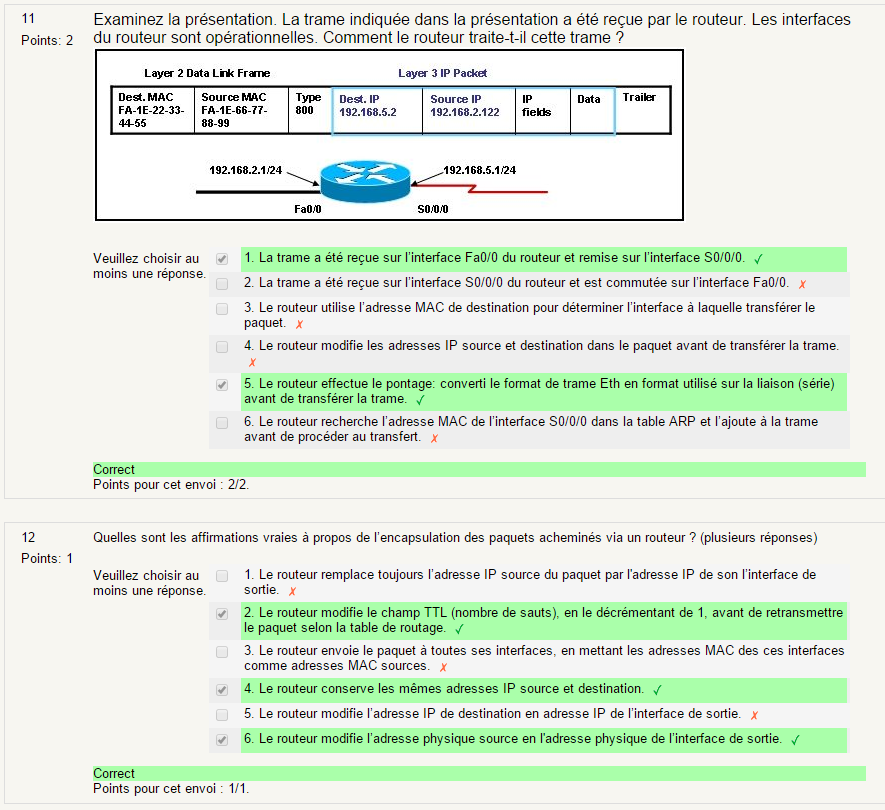 11
Points: 2
Examinez la présentation. La trame indiquée dans la présentation a été reçue par le routeur. Les interfaces
du routeur sont opérationnelles. Comment le routeur traite-t-il cette trame ?
Layer 2 Data Link Frame
Layer 3 IP Packet
Dest. MAC
FA-1E-22-33-
44-55
Source MAC
FA-1E-66-77-
88-99
Type
800
Dest. IP
192.168.5.2
Source IP
192.168.2.122
IP
fields
Data
Trailer
192.168.2.1/24
192.168.5.1/24
Fa0/0
S0/0/0
Veuillez choisir au
moins une réponse.
1. La trame a été reçue sur l'interface Fa0/0 du routeur et remise sur l'interface S0/0/0. ✓
2. La trame a été reçue sur l'interface S0/0/0 du routeur et est commutée sur l'interface Fa0/0. ✗
3. Le routeur utilise l'adresse MAC de destination pour déterminer l'interface à laquelle transférer le
paquet. ✗
4. Le routeur modifie les adresses IP source et destination dans le paquet avant de transférer la trame.
✗
5. Le routeur effectue le pontage: converti le format de trame Eth en format utilisé sur la liaison (série)
avant de transférer la trame. ✓
6. Le routeur recherche l'adresse MAC de l'interface S0/0/0 dans la table ARP et l'ajoute à la trame
avant de procéder au transfert. ✗
Correct
Points pour cet envoi : 2/2.
12
Points: 1
Quelles sont les affirmations vraies à propos de l'encapsulation des paquets acheminés via un routeur ? (plusieurs réponses)
Veuillez choisir au
moins une réponse.
1. Le routeur remplace toujours l'adresse IP source du paquet par l'adresse IP de son l'interface de
sortie. ✗
2. Le routeur modifie le champ TTL (nombre de sauts), en le décrémentant de 1, avant de retransmettre
le paquet selon la table de routage. ✓
3. Le routeur envoie le paquet à toutes ses interfaces, en mettant les adresses MAC des ces interfaces
comme adresses MAC sources. ✗
4. Le routeur conserve les mêmes adresses IP source et destination. ✓
5. Le routeur modifie l'adresse IP de destination en adresse IP de l'interface de sortie. ✗
6. Le routeur modifie l'adresse physique source en l'adresse physique de l'interface de sortie. ✓
Correct
Points pour cet envoi : 1/1.